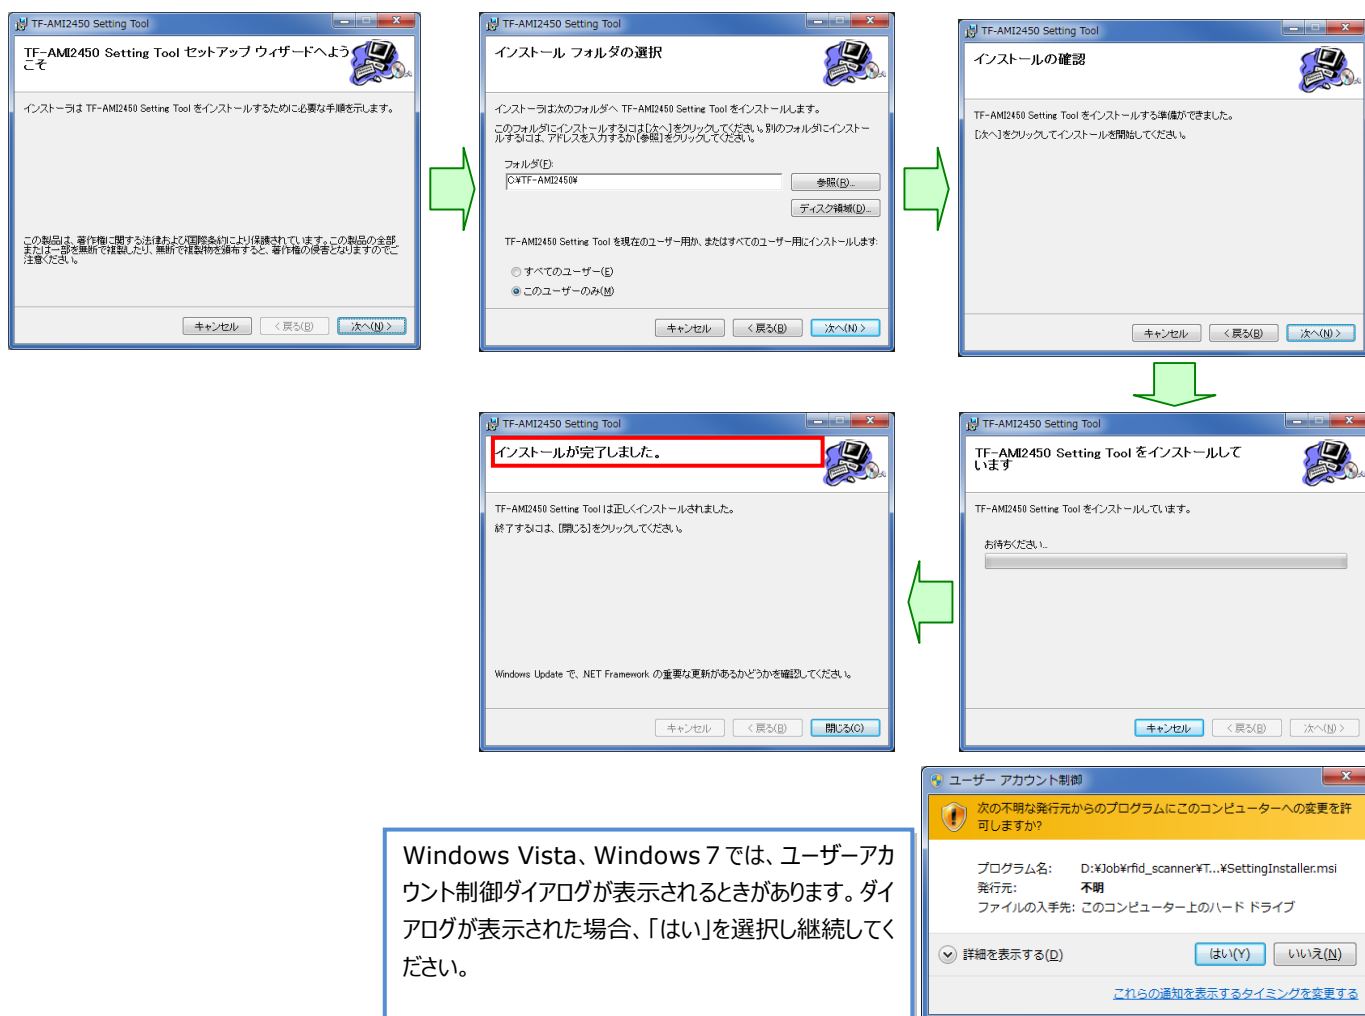 TF-AMI2450 Setting Tool
TF-AMI2450 Setting Tool セットアップ ウィザードへよう
こそ
インストーラは TF-AMI2450 Setting Tool をインストールするために必要な手順を示します。
この製品は、著作権に関する法律および国際条約により保護されています。この製品の全部
または一部を無断で複製したり、無断で複製物を頒布すると、著作権の侵害となりますのでご
注意ください。
キャンセル
< 戻る(B)
次へ(N) >
TF-AMI2450 Setting Tool
インストール フォルダの選択
インストーラは次のフォルダへ TF-AMI2450 Setting Tool をインストールします。
このフォルダにインストールするには[次へ]をクリックしてください。別のフォルダにインストー
ルするには、アドレスを入力するか[参照]をクリックしてください。
フォルダ(F):
C:¥TF-AMI2450¥
参照(R)...
ディスク領域(D)...
TF-AMI2450 Setting Tool を現在のユーザー用か、またはすべてのユーザー用にインストールします:
すべてのユーザー(E)
このユーザーのみ(M)
キャンセル
< 戻る(B)
次へ(N) >
TF-AMI2450 Setting Tool
インストールの確認
TF-AMI2450 Setting Tool をインストールする準備ができました。
[次へ]をクリックしてインストールを開始してください。
キャンセル
< 戻る(B)
次へ(N) >
TF-AMI2450 Setting Tool
TF-AMI2450 Setting Tool をインストールして
います
TF-AMI2450 Setting Tool をインストールしています。
お待ちください...
キャンセル
< 戻る(B)
次へ(N) >
TF-AMI2450 Setting Tool
インストールが完了しました。
TF-AMI2450 Setting Tool は正しくインストールされました。
終了するには、[閉じる]をクリックしてください。
Windows Update で、.NET Framework の重要な更新があるかどうかを確認してください。
キャンセル
< 戻る(B)
閉じる(C)
Windows Vista、Windows 7 では、ユーザーアカ
ウント制御ダイアログが表示されるときがあります。ダイ
アログが表示された場合、「はい」を選択し継続してく
ださい。
ユーザー アカウント制御
次の不明な発行元からのプログラムにこのコンピューターへの変更を許
可しますか?
プログラム名: D:¥Job¥rfid_scanner¥T...¥SettingInstaller.msi
発行元: 不明
ファイルの入手先: このコンピューター上のハード ドライブ
詳細を表示する(D)
はい(Y)
いいえ(N)
これらの通知を表示するタイミングを変更する